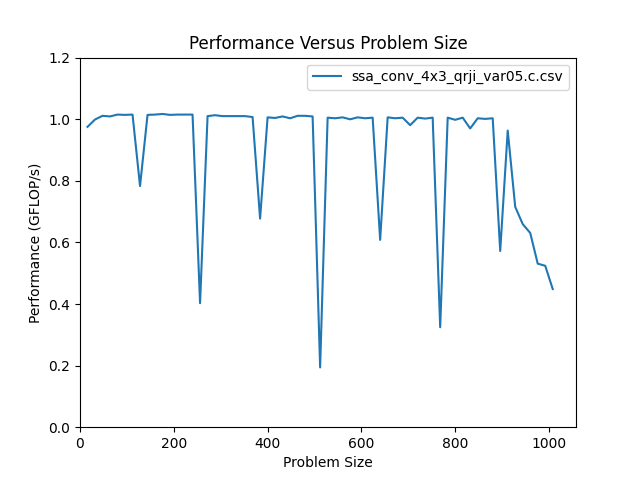 Performance Versus Problem Size
ssa_conv_4x3_qrji_var05.c.csv
1.2
1.0
0.8
0.6
0.4
0.2
0.0
Performance (GFLOP/s)
0 200 400 600 800 1000
Problem Size